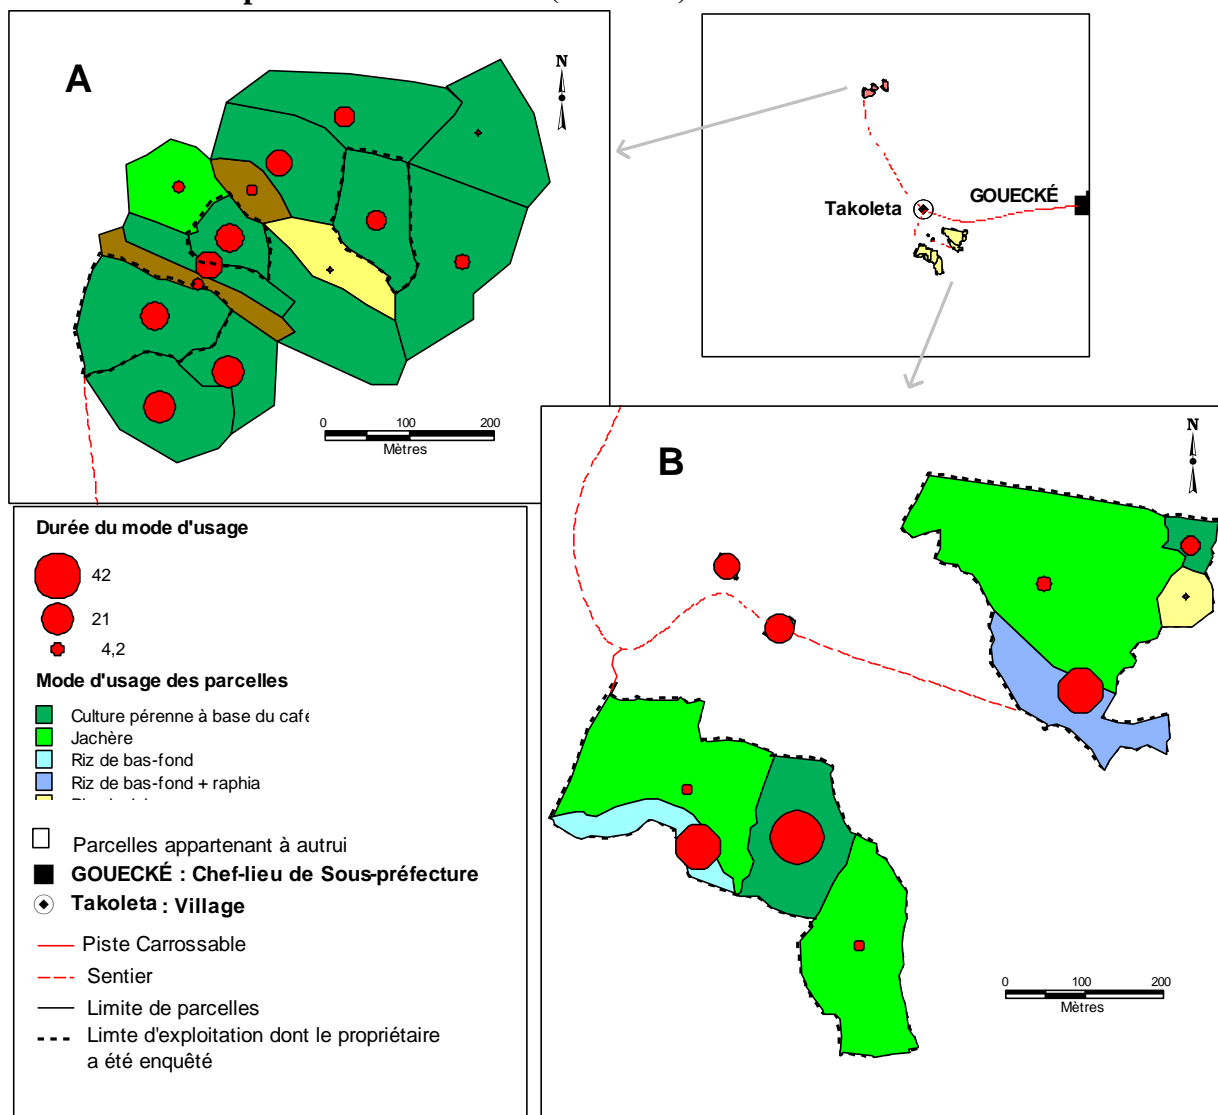 A
N
0 100 200
Mètres
Takoleta
GOUECKÉ
B
N
0 100 200
Mètres
Durée du mode d'usage
42
21
4,2
Mode d'usage des parcelles
Culture pérenne à base du café
Jachère
Riz de bas-fond
Riz de bas-fond + raphia
Parcelles appartenant à autrui
GOUECKÉ : Chef-lieu de Sous-préfecture
Takoleta : Village
Piste Carrossable
Sentier
Limite de parcelles
Limte d'exploitation dont le propriétaire
a été enquêté